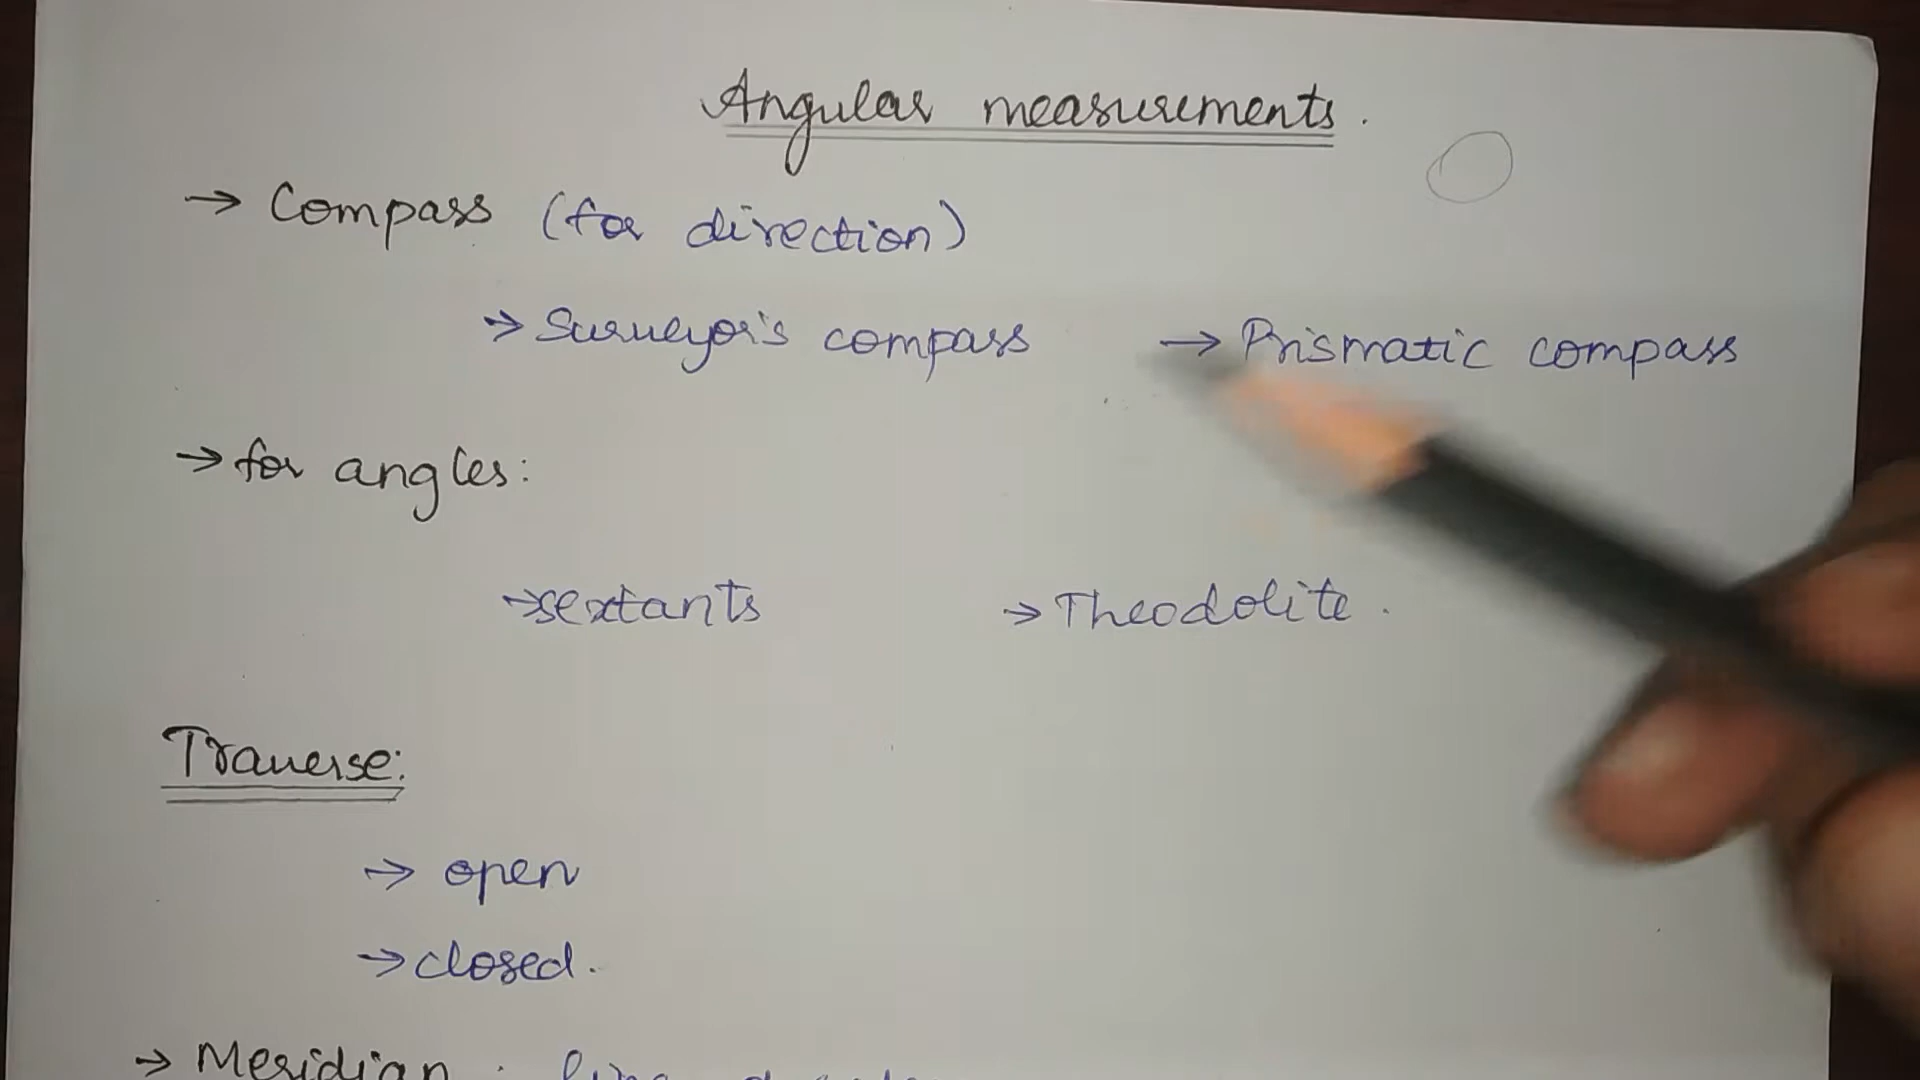 Angular measurements.
→ Compass (for direction)
→ Surveyor's compass → Prismatic compass
→ for angles:
→ sextants → Theodolite.
Traverse:
→ open
→ closed.
→ Meridian :